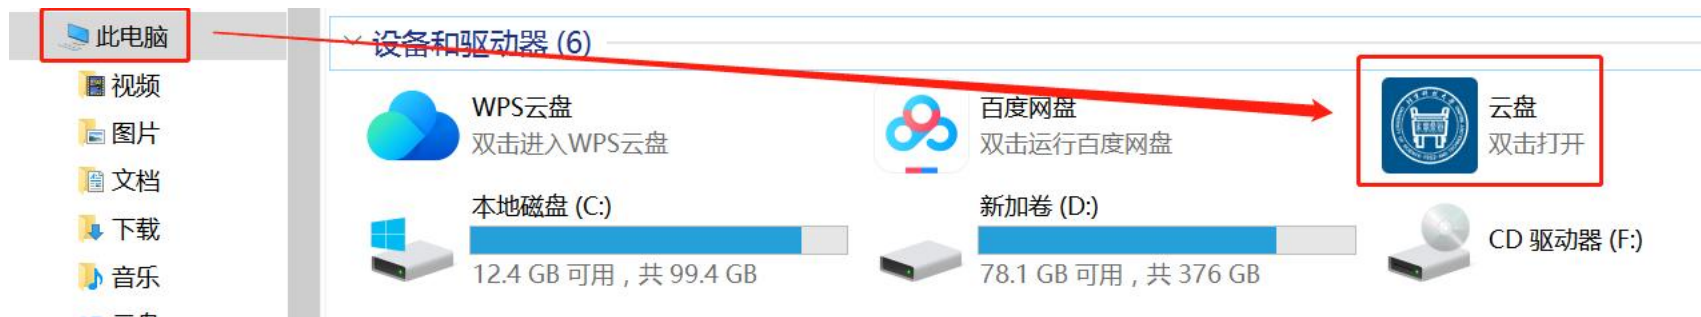 此电脑
视频
图片
文档
下载
音乐
设备和驱动器 (6)
WPS云盘
双击进入WPS云盘
百度网盘
双击运行百度网盘
云盘
双击打开
本地磁盘 (C:)
12.4 GB 可用，共 99.4 GB
新加卷 (D:)
78.1 GB 可用，共 376 GB
CD 驱动器 (F:)